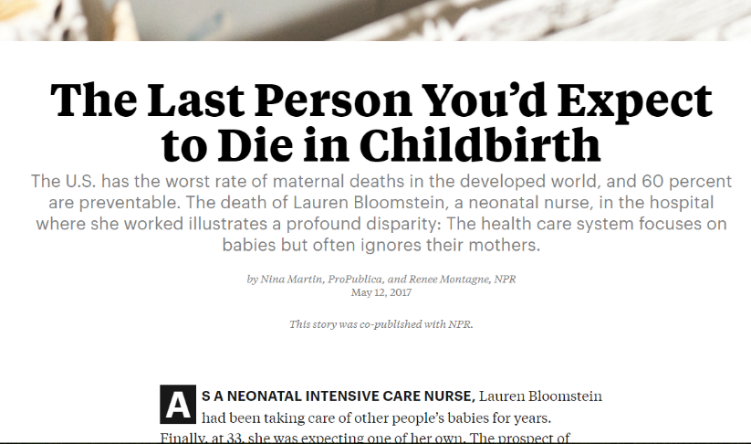 The Last Person You’d Expect
to Die in Childbirth
The U.S. has the worst rate of maternal deaths in the developed world, and 60 percent
are preventable. The death of Lauren Bloomstein, a neonatal nurse, in the hospital
where she worked illustrates a profound disparity: The health care system focuses on
babies but often ignores their mothers.
by Nina Martin, ProPublica, and Renee Montagne, NPR
May 12, 2017
This story was co-published with NPR.
AS A NEONATAL INTENSIVE CARE NURSE, Lauren Bloomstein
had been taking care of other people’s babies for years.
Finally, at 33, she was expecting one of her own. The prospect of